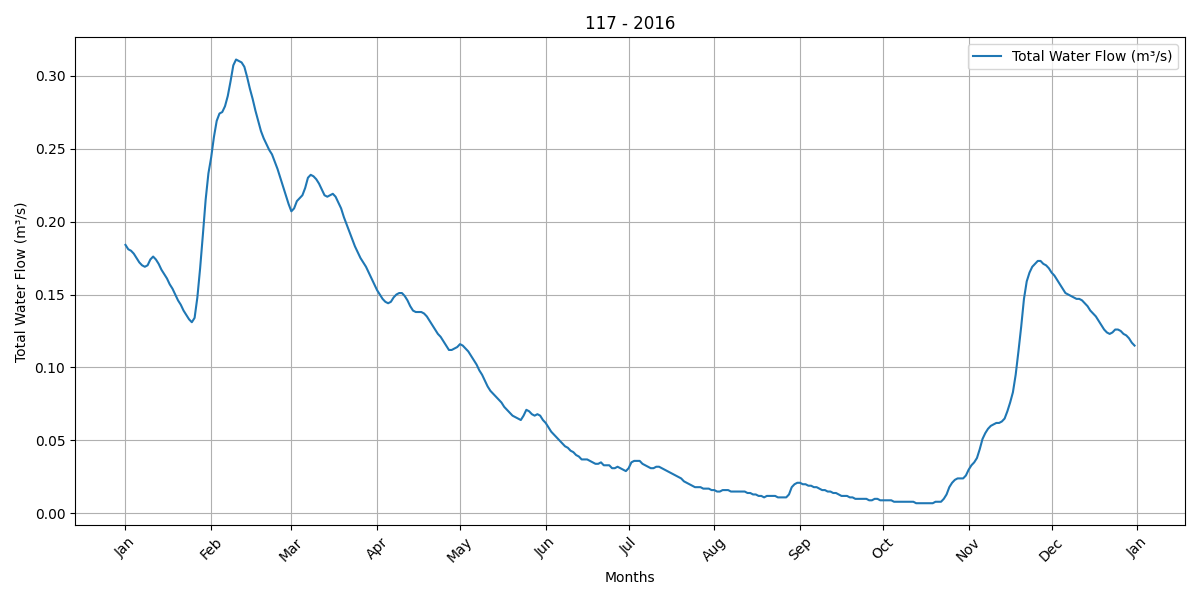 117 - 2016
Total Water Flow (m³/s)
Total Water Flow (m³/s)
0.30
0.25
0.20
0.15
0.10
0.05
0.00
Jan Feb Mar Apr May Jun Jul Aug Sep Oct Nov Dec Jan
Months